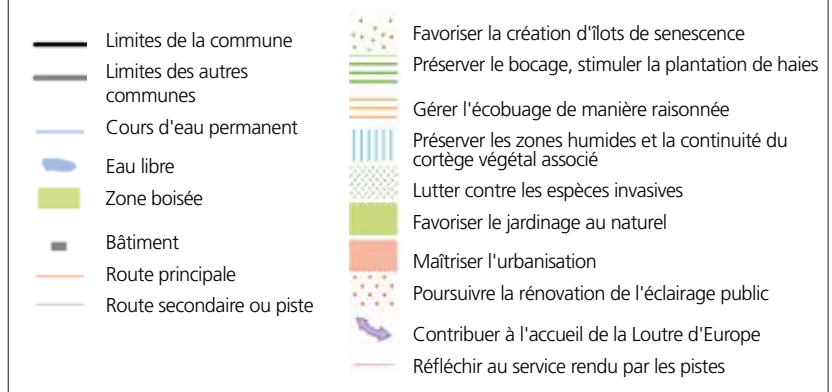 Limites de la commune
Limites des autres
communes
Cours d'eau permanent
Eau libre
Zone boisée
Bâtiment
Route principale
Route secondaire ou piste
Favoriser la création d'îlots de senescence
Préserver le bocage, stimuler la plantation de haies
Gérer l'écobuage de manière raisonnée
Préserver les zones humides et la continuité du
cortège végétal associé
Lutter contre les espèces invasives
Favoriser le jardinage au naturel
Maîtriser l'urbanisation
Poursuivre la rénovation de l'éclairage public
Contribuer à l'accueil de la Loutre d'Europe
Réfléchir au service rendu par les pistes